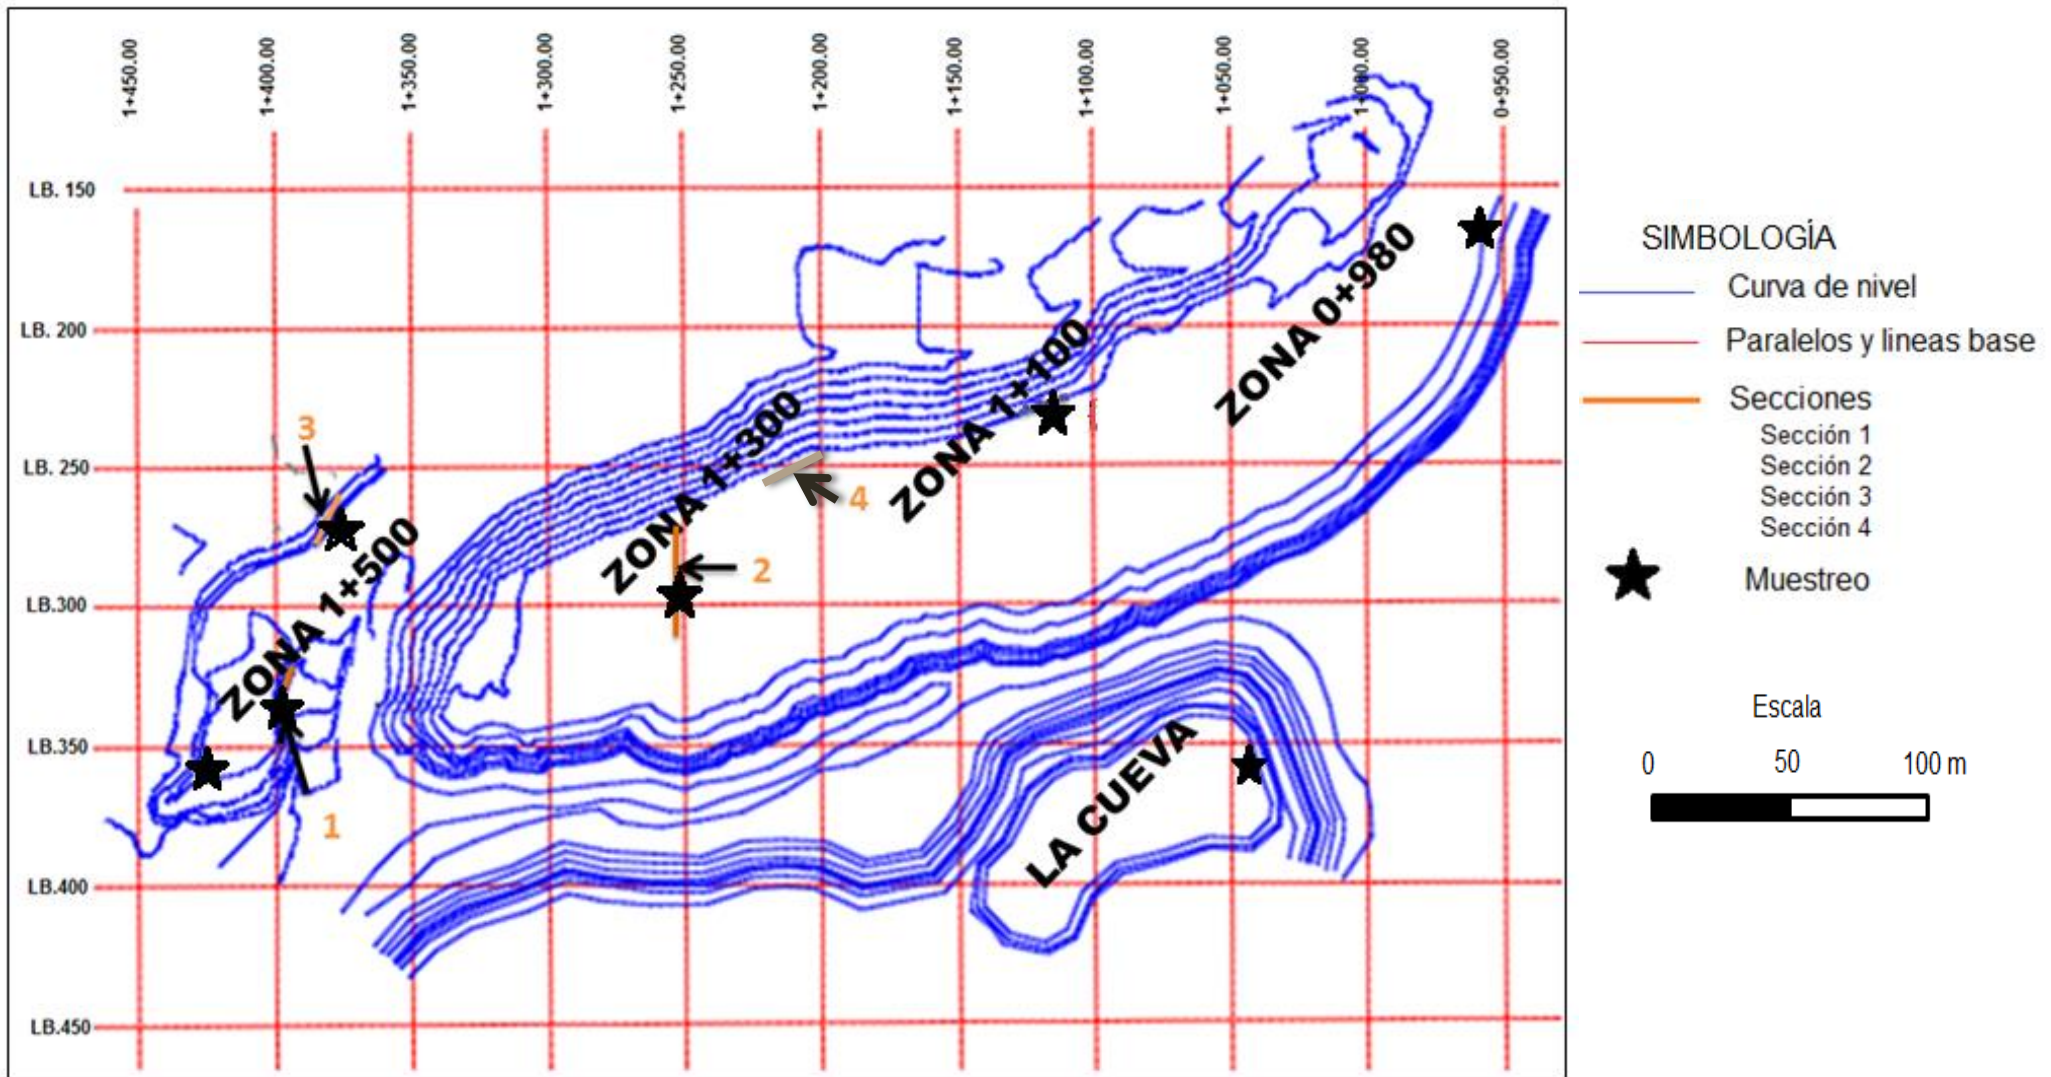 1+450.00
1+400.00
1+350.00
1+300.00
1+250.00
1+200.00
1+150.00
1+100.00
1+050.00
1+000.00
0+950.00
LB. 150
LB. 200
LB. 250
LB.300
LB.350
LB.400
LB.450
ZONA 0+980
ZONA 1+100
ZONA 1+300
ZONA 1+500
LA CUEVA
3
4
2
1
SIMBOLOGÍA
Curva de nivel
Paralelos y lineas base
Secciones
Sección 1
Sección 2
Sección 3
Sección 4
Muestreo
Escala
0 50 100 m